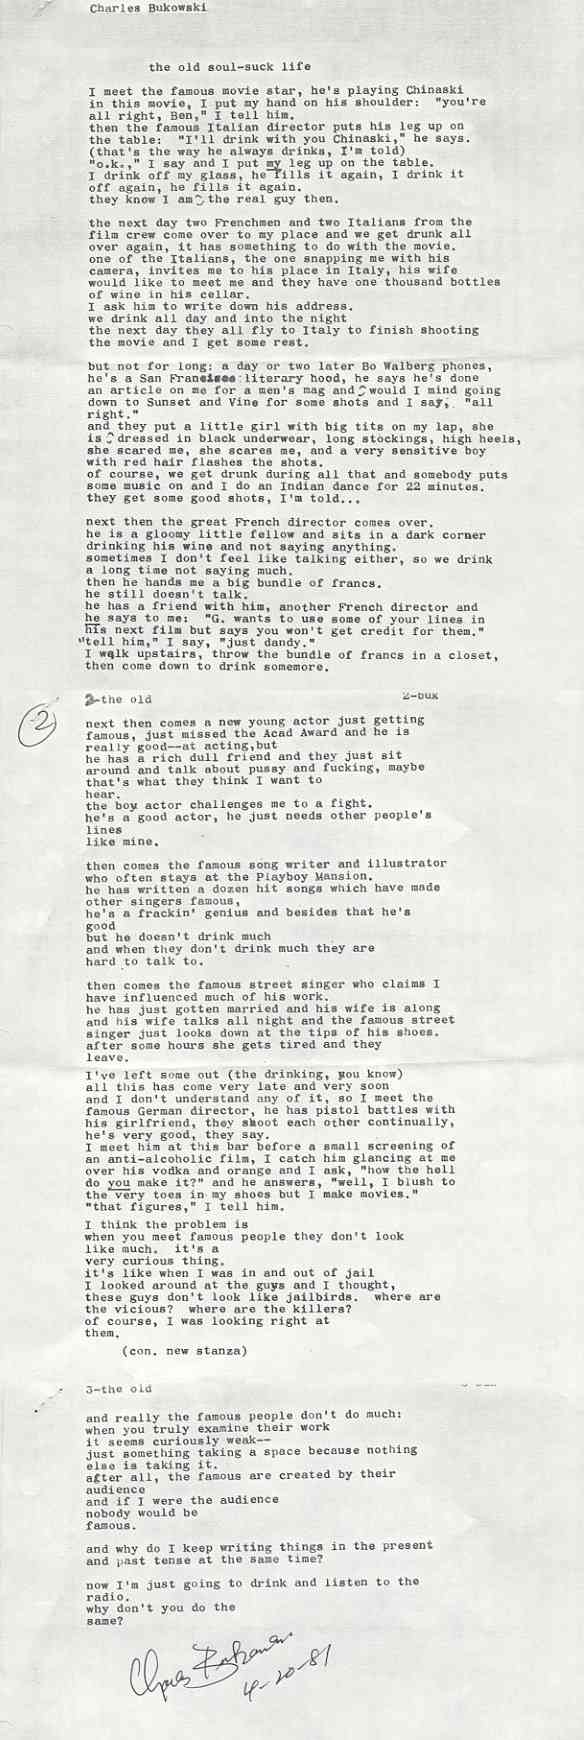 Charles Bukowski
the old soul-suck life
I meet the famous movie star, he's playing Chinaski
in this movie, I put my hand on his shoulder: "you're
all right, Ben," I tell him.
then the famous Italian director puts his leg up on
the table: "I'll drink with you Chinaski," he says.
(that's the way he always drinks, I'm told)
"o.k.," I say and I put my leg up on the table.
I drink off my glass, he fills it again, I drink it
off again, he fills it again.
they know I am the real guy then.
the next day two Frenchmen and two Italians from the
film crew come over to my place and we get drunk all
over again, it has something to do with the movie.
one of the Italians, the one snapping me with his
camera, invites me to his place in Italy, his wife
would like to meet me and they have one thousand bottles
of wine in his cellar.
I ask him to write down his address.
we drink all day and into the night
the next day they all fly to Italy to finish shooting
the movie and I get some rest.
but not for long: a day or two later Bo Walberg phones,
he's a San Francisco literary hood, he says he's done
an article on me for a men's mag and would I mind going
down to Sunset and Vine for some shots and I say, "all
right."
and they put a little girl with big tits on my lap, she
is dressed in black underwear, long stockings, high heels,
she scared me, she scares me, and a very sensitive boy
with red hair flashes the shots.
of course, we get drunk during all that and somebody puts
some music on and I do an Indian dance for 22 minutes.
they get some good shots, I'm told...
next then the great French director comes over.
he is a gloomy little fellow and sits in a dark corner
drinking his wine and not saying anything.
sometimes I don't feel like talking either, so we drink
a long time not saying much.
then he hands me a big bundle of francs.
he still doesn't talk.
he has a friend with him, another French director and
he says to me: "G. wants to use some of your lines in
his next film but says you won't get credit for them."
"tell him," I say, "just dandy."
I walk upstairs, throw the bundle of francs in a closet,
then come down to drink somemore.
2-the old 2-buk
2
next then comes a new young actor just getting
famous, just missed the Acad Award and he is
really good--at acting,but
he has a rich dull friend and they just sit
around and talk about pussy and fucking, maybe
that's what they think I want to
hear.
the boy actor challenges me to a fight.
he's a good actor, he just needs other people's
lines
like mine.
then comes the famous song writer and illustrator
who often stays at the Playboy Mansion.
he has written a dozen hit songs which have made
other singers famous,
he's a frackin' genius and besides that he's
good
but he doesn't drink much
and when they don't drink much they are
hard to talk to.
then comes the famous street singer who claims I
have influenced much of his work.
he has just gotten married and his wife is along
and his wife talks all night and the famous street
singer just looks down at the tips of his shoes.
after some hours she gets tired and they
leave.
I've left some out (the drinking, you know)
all this has come very late and very soon
and I don't understand any of it, so I meet the
famous German director, he has pistol battles with
his girlfriend, they shoot each other continually,
he's very good, they say.
I meet him at this bar before a small screening of
an anti-alcoholic film, I catch him glancing at me
over his vodka and orange and I ask, "how the hell
do you make it?" and he answers, "well, I blush to
the very toes in my shoes but I make movies."
"that figures," I tell him.
I think the problem is
when you meet famous people they don't look
like much. it's a
very curious thing.
it's like when I was in and out of jail
I looked around at the guys and I thought,
these guys don't look like jailbirds. where are
the vicious? where are the killers?
of course, I was looking right at
them.
(con. new stanza)
3-the old
and really the famous people don't do much:
when you truly examine their work
it seems curiously weak--
just something taking a space because nothing
else is taking it.
after all, the famous are created by their
audience
and if I were the audience
nobody would be
famous.
and why do I keep writing things in the present
and past tense at the same time?
now I'm just going to drink and listen to the
radio.
why don't you do the
same?
Charles Bukowski
4-20-81